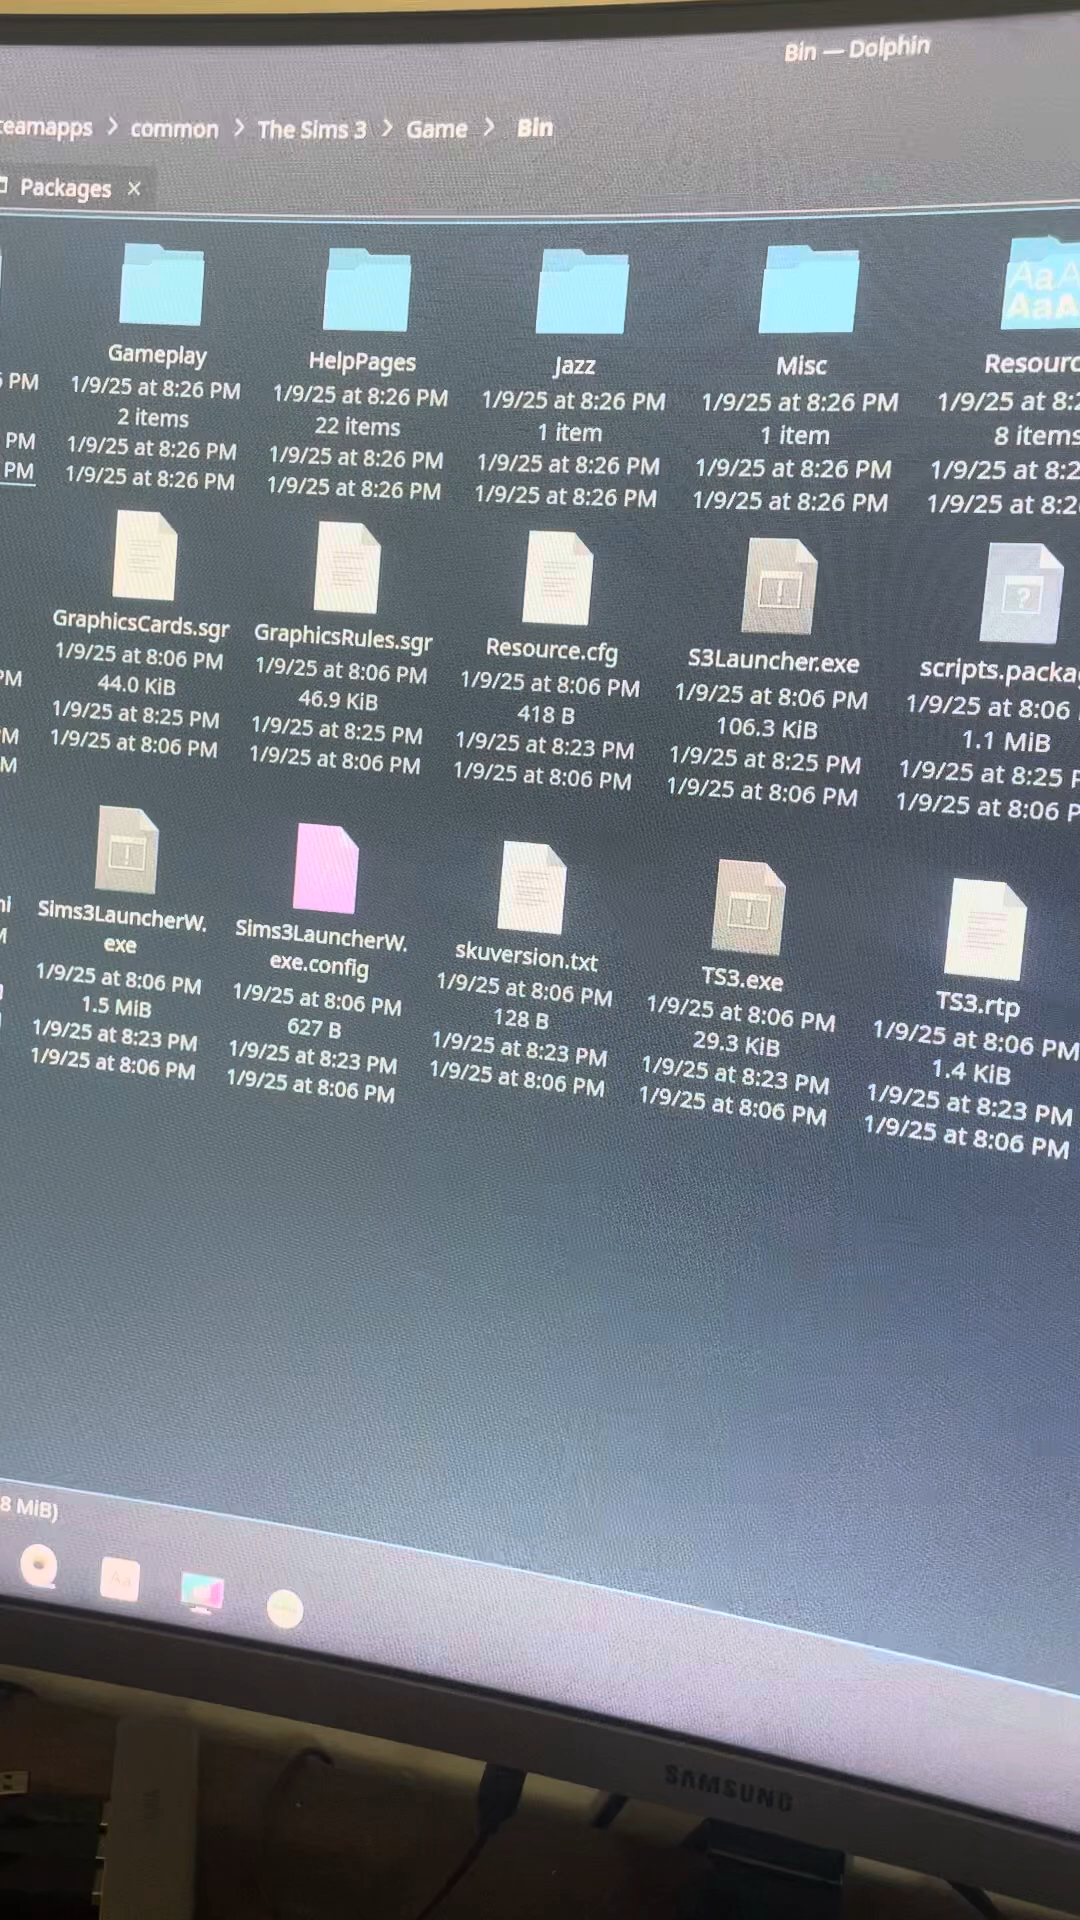 Bin — Dolphin
teamapps > common > The Sims 3 > Game > Bin
Packages ×
Gameplay
1/9/25 at 8:26 PM
2 items
1/9/25 at 8:26 PM
1/9/25 at 8:26 PM
HelpPages
1/9/25 at 8:26 PM
22 items
1/9/25 at 8:26 PM
1/9/25 at 8:26 PM
Jazz
1/9/25 at 8:26 PM
1 item
1/9/25 at 8:26 PM
1/9/25 at 8:26 PM
Misc
1/9/25 at 8:26 PM
1 item
1/9/25 at 8:26 PM
1/9/25 at 8:26 PM
Resourc
1/9/25 at 8:2
8 items
1/9/25 at 8:2
1/9/25 at 8:2
PM
PM
PM
GraphicsCards.sgr
1/9/25 at 8:06 PM
44.0 KiB
1/9/25 at 8:25 PM
1/9/25 at 8:06 PM
GraphicsRules.sgr
1/9/25 at 8:06 PM
46.9 KiB
1/9/25 at 8:25 PM
1/9/25 at 8:06 PM
Resource.cfg
1/9/25 at 8:06 PM
418 B
1/9/25 at 8:23 PM
1/9/25 at 8:06 PM
S3Launcher.exe
1/9/25 at 8:06 PM
106.3 KiB
1/9/25 at 8:25 PM
1/9/25 at 8:06 PM
scripts.packa
1/9/25 at 8:06
1.1 MiB
1/9/25 at 8:25 P
1/9/25 at 8:06 P
Sims3LauncherW.
exe
1/9/25 at 8:06 PM
1.5 MiB
1/9/25 at 8:23 PM
1/9/25 at 8:06 PM
Sims3LauncherW.
exe.config
1/9/25 at 8:06 PM
627 B
1/9/25 at 8:23 PM
1/9/25 at 8:06 PM
skuversion.txt
1/9/25 at 8:06 PM
128 B
1/9/25 at 8:23 PM
1/9/25 at 8:06 PM
TS3.exe
1/9/25 at 8:06 PM
29.3 KiB
1/9/25 at 8:23 PM
1/9/25 at 8:06 PM
TS3.rtp
1/9/25 at 8:06 PM
1.4 KiB
1/9/25 at 8:23 PM
1/9/25 at 8:06 PM
8 MiB)
SAMSUNG